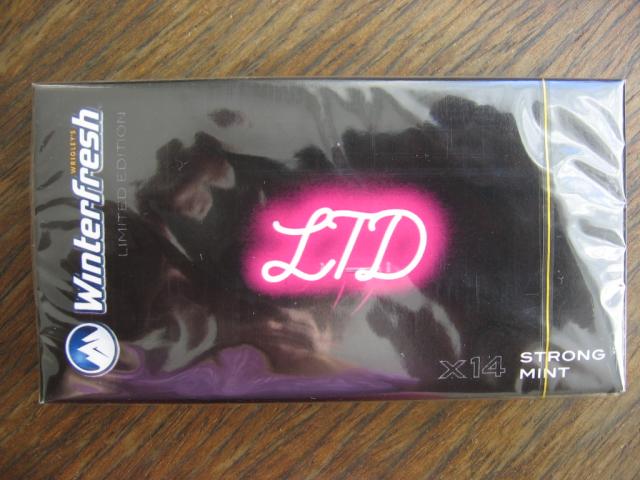 WRIGLEY'S
Winterfresh
LIMITED EDITION
LTD
X14
STRONG
MINT